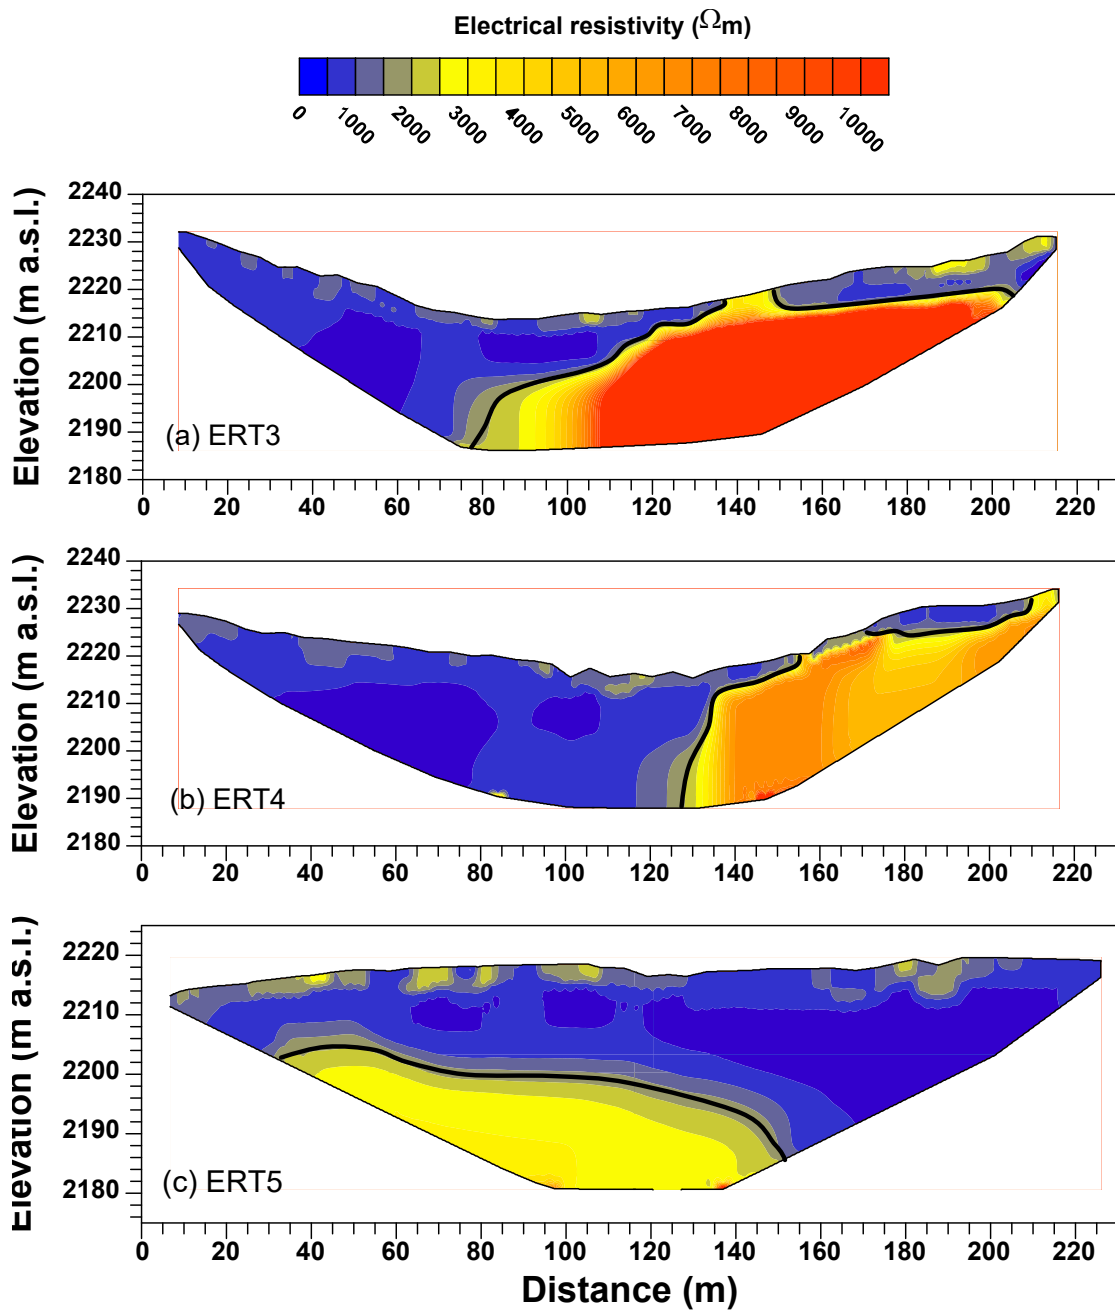 Electrical resistivity (Ωm)
0 1000 2000 3000 4000 5000 6000 7000 8000 9000 10000
Elevation (m a.s.l.)
2240
2230
2220
2210
2200
2190
2180
(a) ERT3
0 20 40 60 80 100 120 140 160 180 200 220
Elevation (m a.s.l.)
2240
2230
2220
2210
2200
2190
2180
(b) ERT4
0 20 40 60 80 100 120 140 160 180 200 220
Elevation (m a.s.l.)
2220
2210
2200
2190
2180
(c) ERT5
0 20 40 60 80 100 120 140 160 180 200 220
Distance (m)